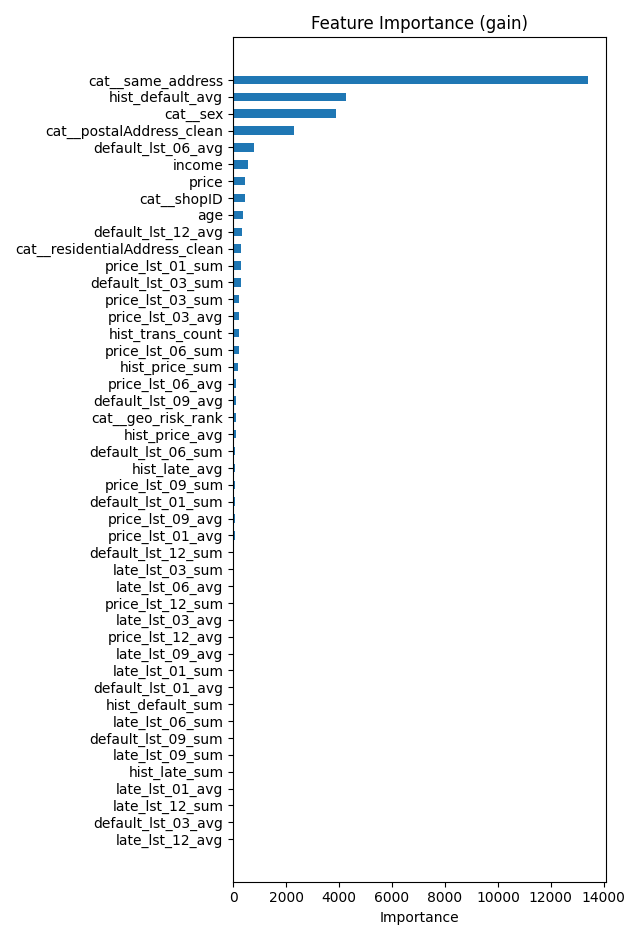 Feature Importance (gain)
cat__same_address
hist_default_avg
cat__sex
cat__postalAddress_clean
default_lst_06_avg
income
price
cat__shopID
age
default_lst_12_avg
cat__residentialAddress_clean
price_lst_01_sum
default_lst_03_sum
price_lst_03_sum
price_lst_03_avg
hist_trans_count
price_lst_06_sum
hist_price_sum
price_lst_06_avg
default_lst_09_avg
cat__geo_risk_rank
hist_price_avg
default_lst_06_sum
hist_late_avg
price_lst_09_sum
default_lst_01_sum
price_lst_09_avg
price_lst_01_avg
default_lst_12_sum
late_lst_03_sum
late_lst_06_avg
price_lst_12_sum
late_lst_03_avg
price_lst_12_avg
late_lst_09_avg
late_lst_01_sum
default_lst_01_avg
hist_default_sum
late_lst_06_sum
default_lst_09_sum
late_lst_09_sum
hist_late_sum
late_lst_01_avg
late_lst_12_sum
default_lst_03_avg
late_lst_12_avg
0 2000 4000 6000 8000 10000 12000 14000
Importance